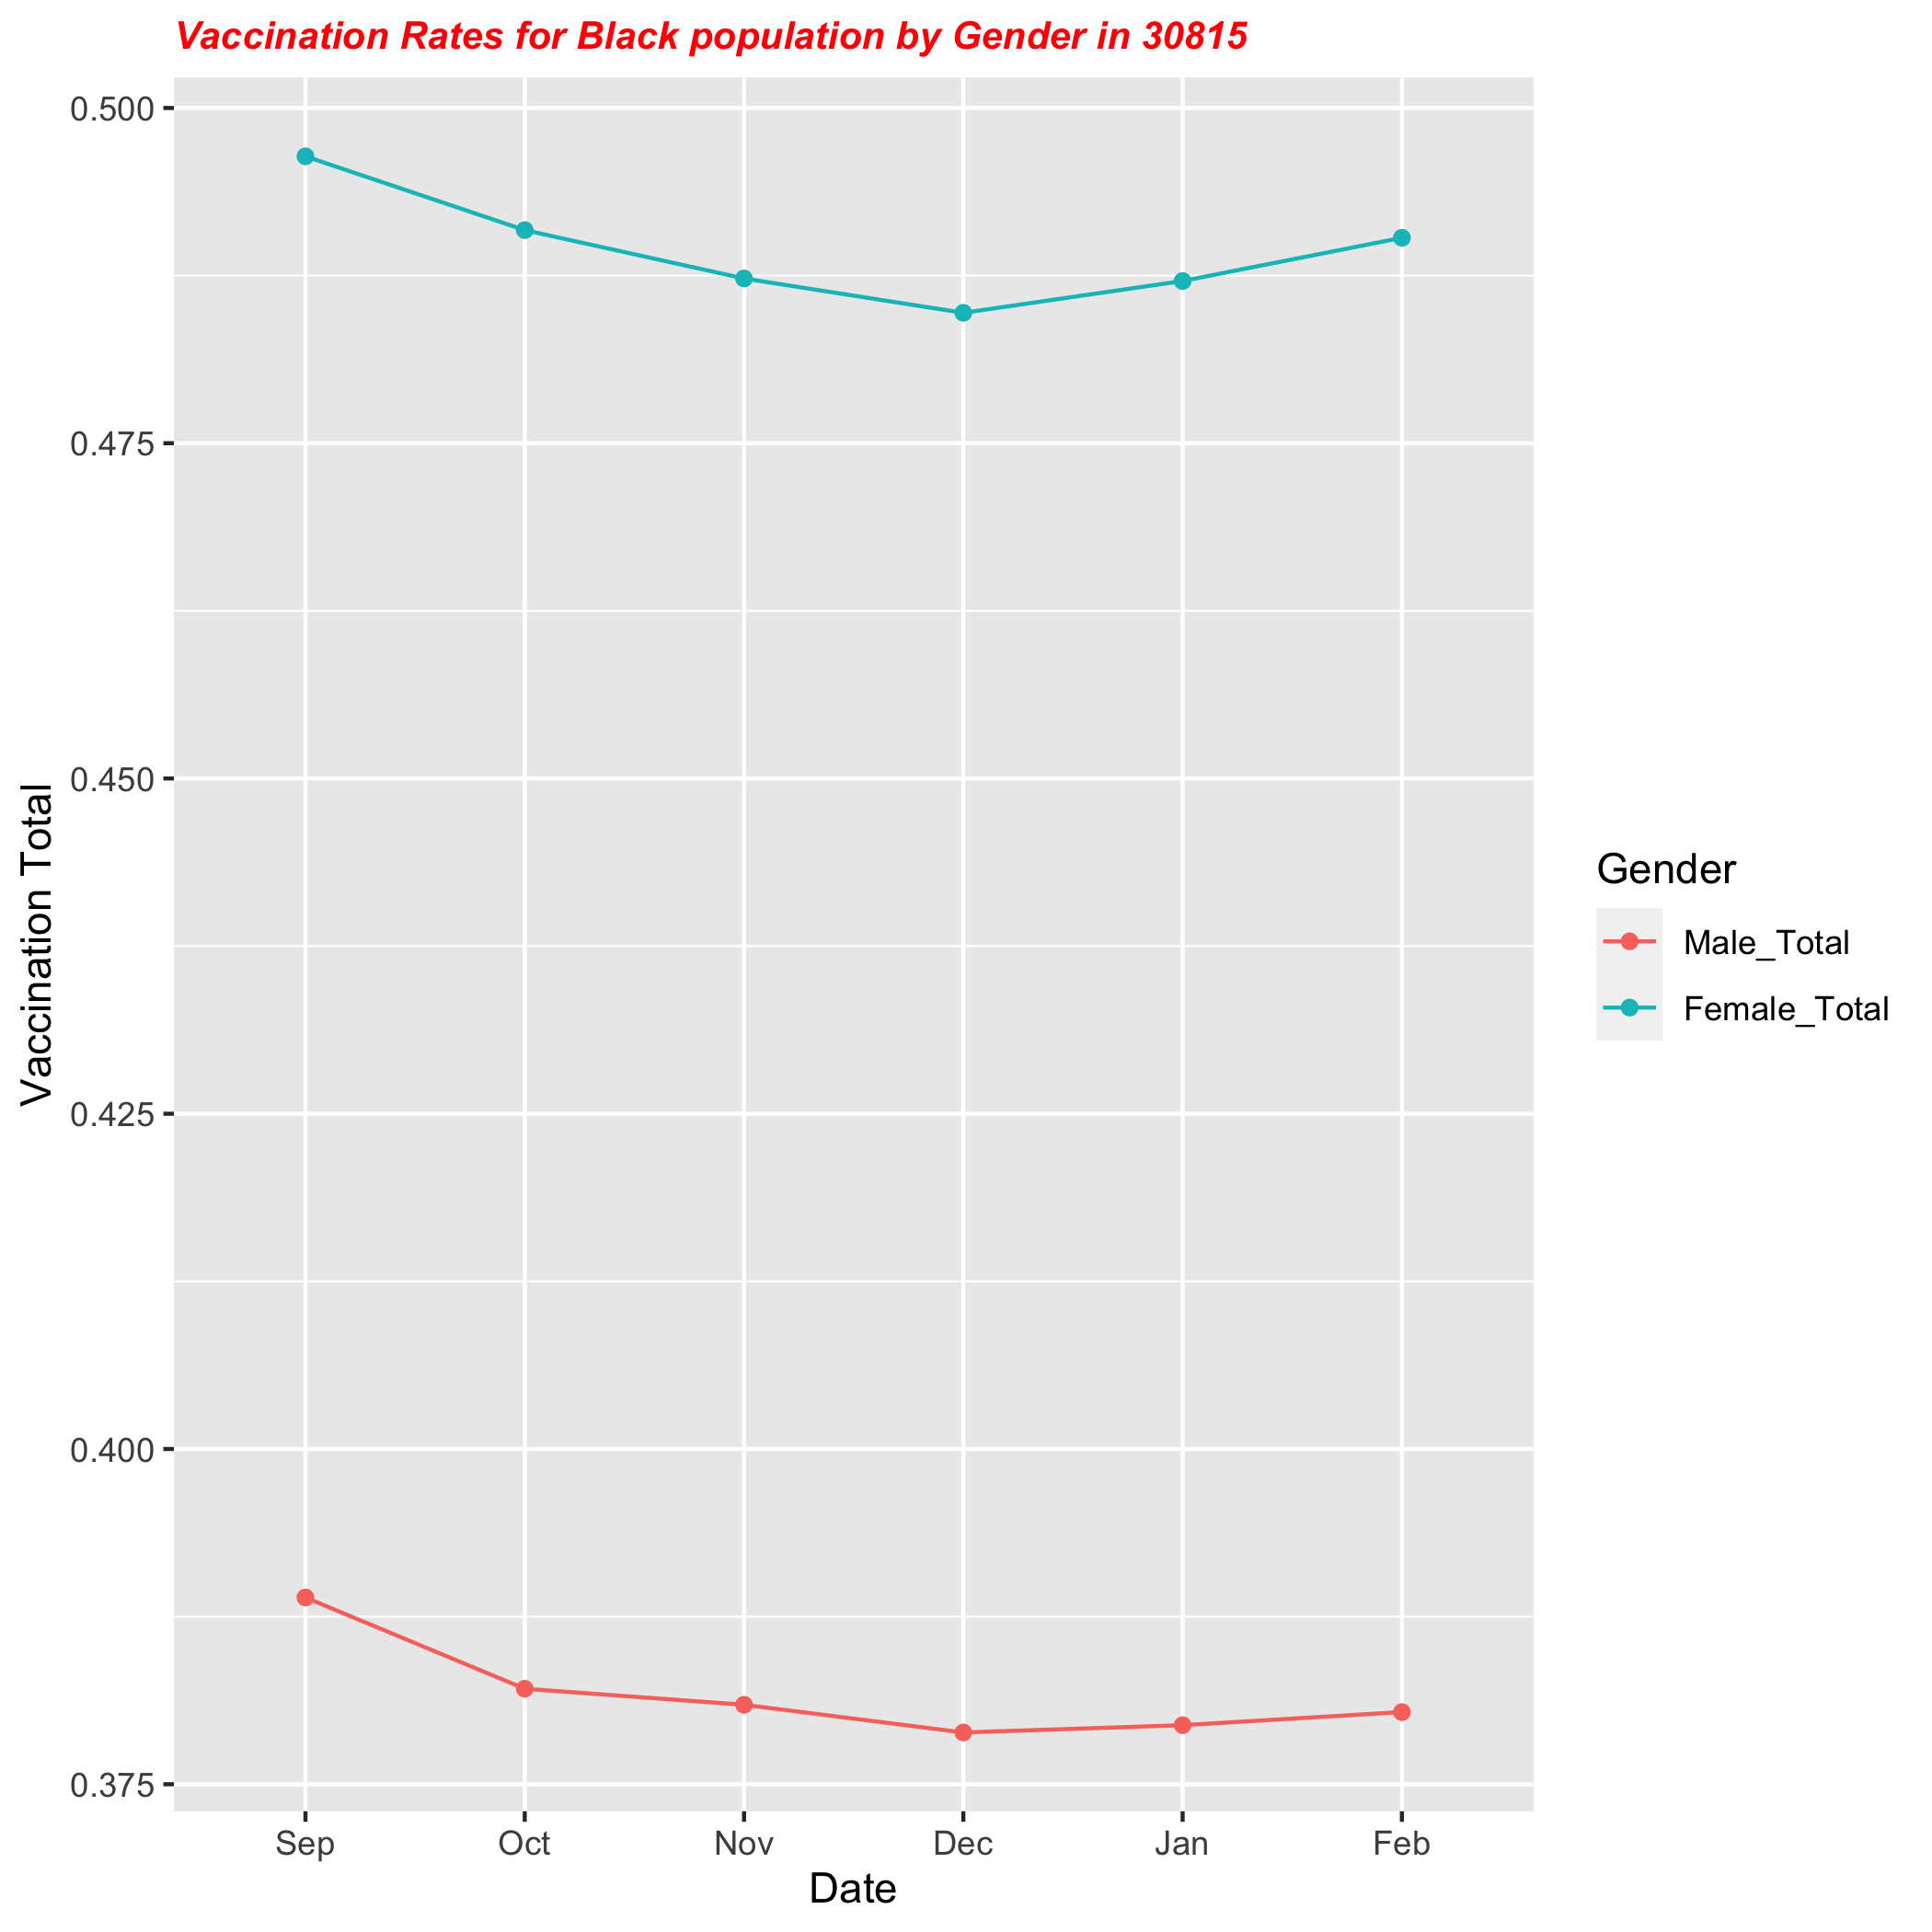 Vaccination Rates for Black population by Gender in 30815
0.500
0.475
0.450
0.425
0.400
0.375
Vaccination Total
Sep Oct Nov Dec Jan Feb
Date
Gender
Male_Total
Female_Total